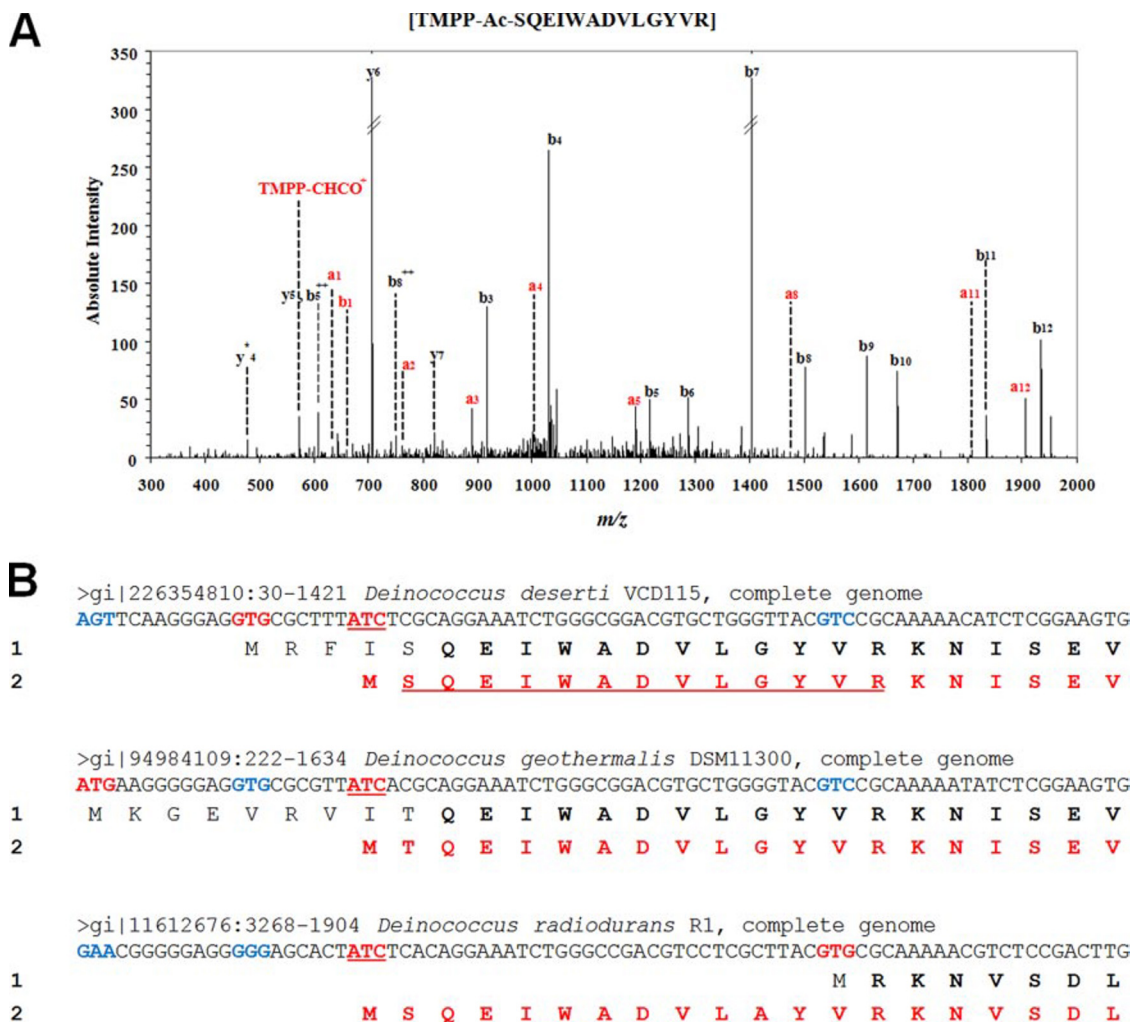 A
[TMPP-Ac-SQEIWADVLGYVR]
350
300
250
200
150
100
50
0
Absolute Intensity
y6
b7
b4
TMPP-CHCO+
y5, b5++
a1
b1
b8++
a2
y*4
y7
a3
b3
a4
a5
b5
b6
a8
b8
b9
b10
a11
b11
a12
b12
300 400 500 600 700 800 900 1000 1100 1200 1300 1400 1500 1600 1700 1800 1900 2000
m/z
B
>gi|226354810:30-1421 Deinococcus deserti VCD115, complete genome
AGTTCAAGGGAGGTGCGCTTTATCTCGCAGGAAATCTGGGCGGACGTGCTGGGTTACGTCCGCAAAAACATCTCGGAAGTG
1 M R F I S Q E I W A D V L G Y V R K N I S E V
2 M S Q E I W A D V L G Y V R K N I S E V
>gi|94984109:222-1634 Deinococcus geothermalis DSM11300, complete genome
ATGAAGGGGGAGGTGCGCGTTATCACGCAGGAAATCTGGGCGGACGTGCTGGGGTACGTCCGCAAAAATATCTCGGAAGTG
1 M K G E V R V I T Q E I W A D V L G Y V R K N I S E V
2 M T Q E I W A D V L G Y V R K N I S E V
>gi|11612676:3268-1904 Deinococcus radiodurans R1, complete genome
GAACGGGGGAGGGGGAGCACTATCTCACAGGAAATCTGGGCCGACGTCCTCGCTTACGTGCGCAAAAACGTCTCCGACTTG
1 M R K N V S D L
2 M S Q E I W A D V L A Y V R K N V S D L